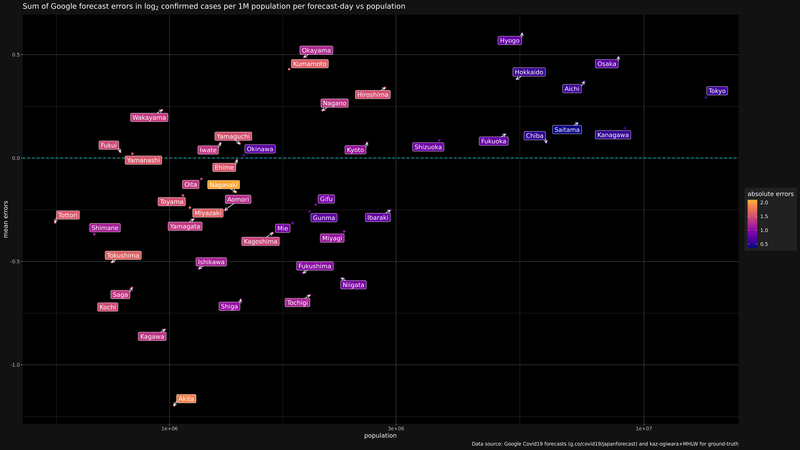 Sum of Google forecast errors in log₂ confirmed cases per 1M population per forecast-day vs population
Hyogo
Okayama
0.5
Kumamoto
Osaka
Hokkaido
Aichi
Tokyo
Hiroshima
Nagano
Wakayama
Saitama
Yamaguchi
Chiba
Kanagawa
Fukui
Fukuoka
Iwate
Okinawa
Kyoto
Shizuoka
0.0
Yamanashi
Ehime
Oita
Nagasaki
absolute errors
Toyama
Aomori
Gifu
2.0
Tottori
Miyazaki
Gunma
Ibaraki
1.5
mean errors
Shimane
Yamagata
Mie
1.0
Kagoshima
Miyagi
0.5
Tokushima
-0.5
Ishikawa
Fukushima
Niigata
Saga
Kochi
Shiga
Tochigi
Kagawa
-1.0
Akita
1e+06
3e+06
1e+07
population
Data source: Google Covid19 forecasts (g.co/covid19/japanforecast) and kaz-ogiwara+MHLW for ground-truth